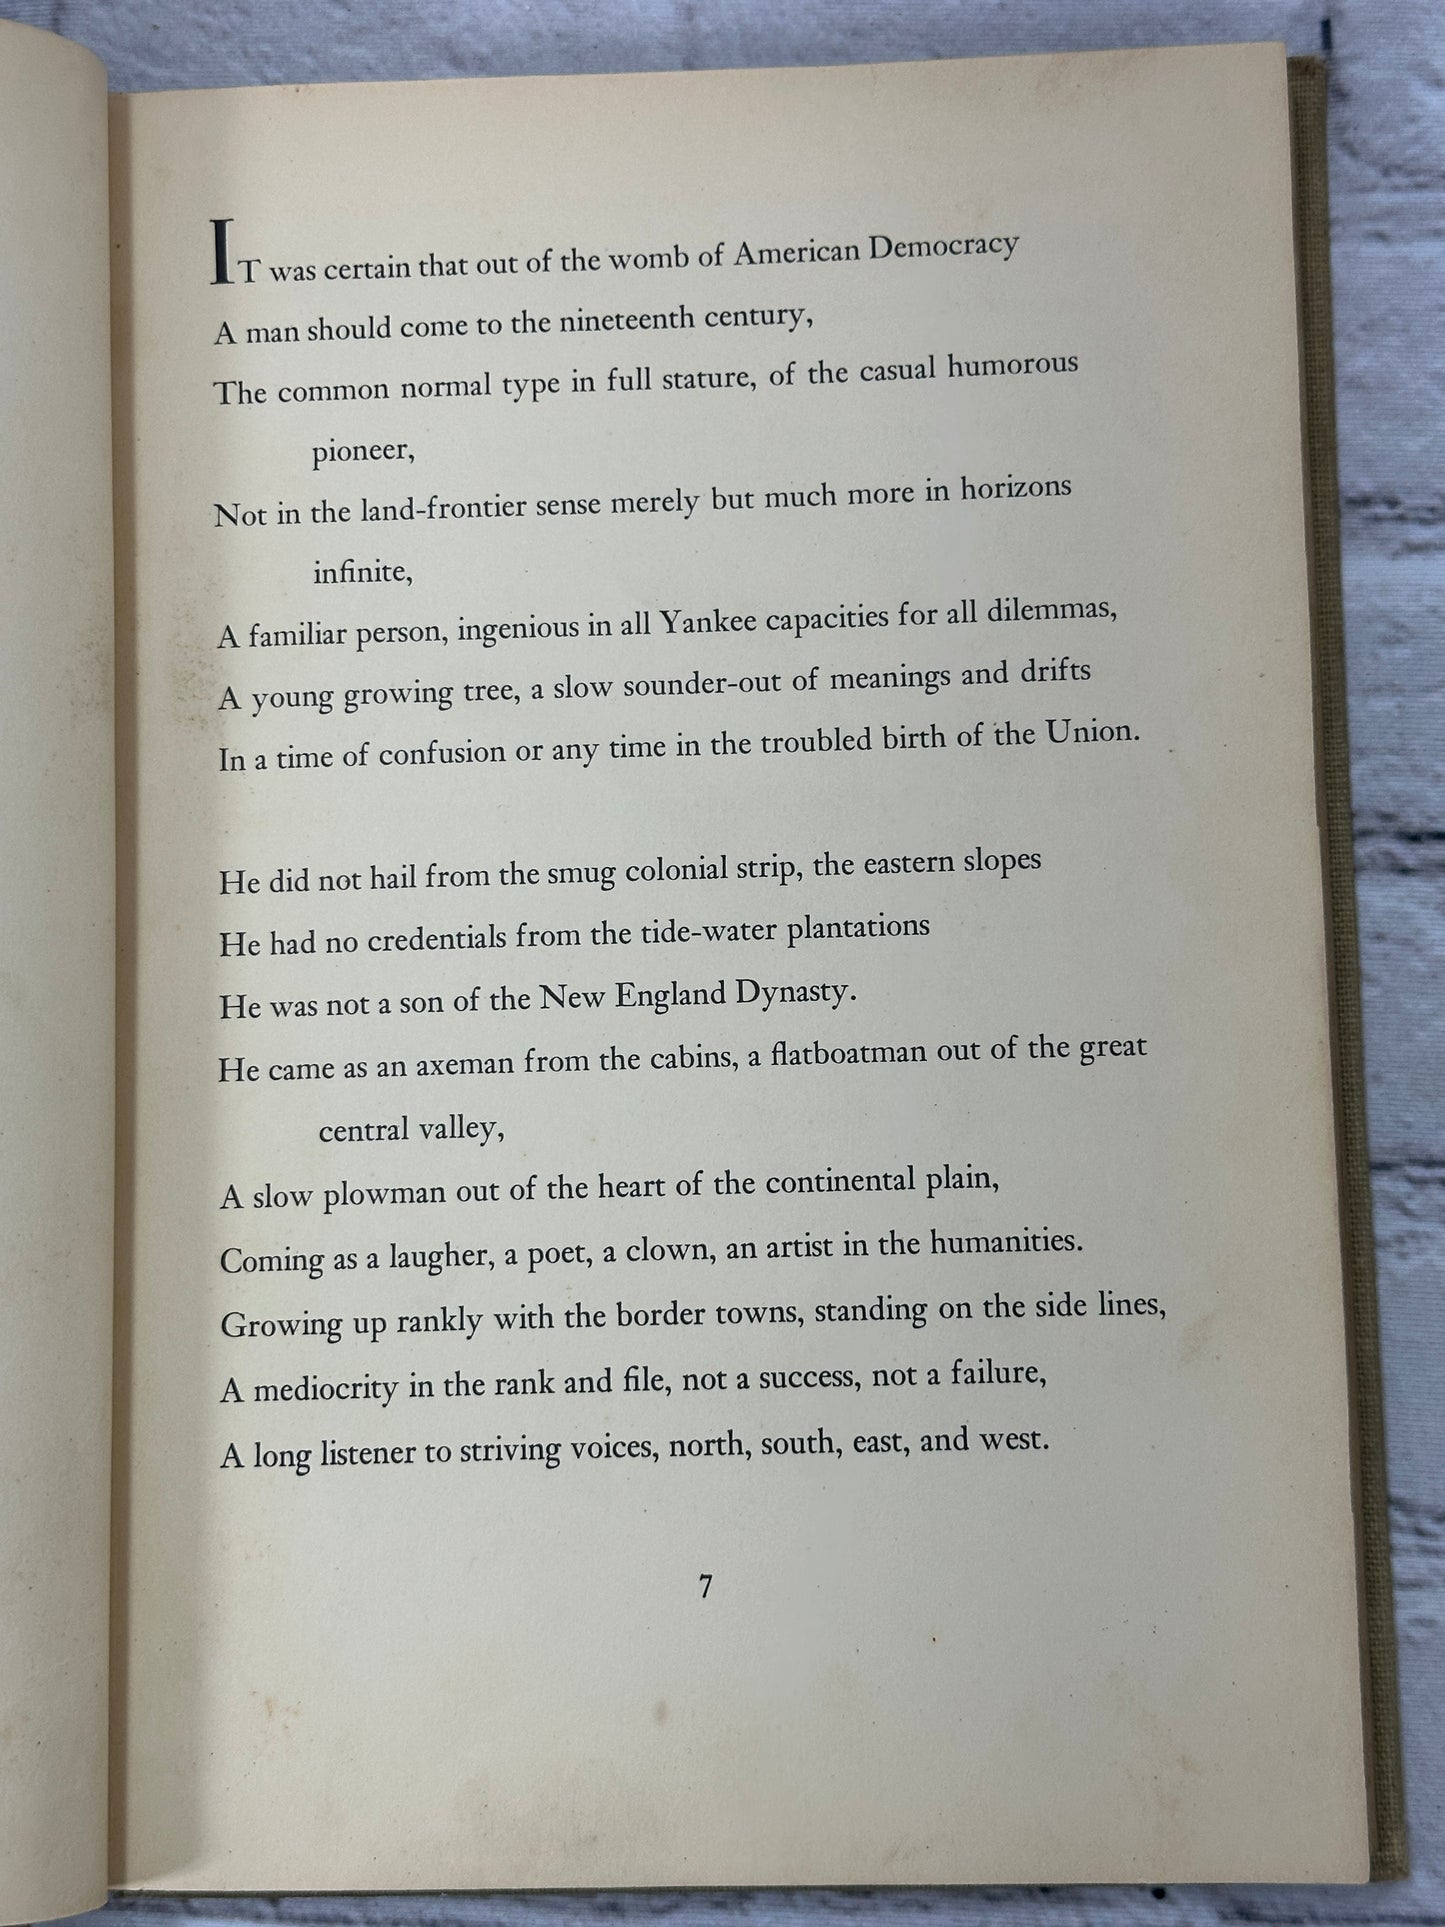 IT was certain that out of the womb of American Democracy
A man should come to the nineteenth century,
The common normal type in full stature, of the casual humorous
pioneer,
Not in the land-frontier sense merely but much more in horizons
infinite,
A familiar person, ingenious in all Yankee capacities for all dilemmas,
A young growing tree, a slow sounder-out of meanings and drifts
In a time of confusion or any time in the troubled birth of the Union.
He did not hail from the smug colonial strip, the eastern slopes
He had no credentials from the tide-water plantations
He was not a son of the New England Dynasty.
He came as an axeman from the cabins, a flatboatman out of the great
central valley,
A slow plowman out of the heart of the continental plain,
Coming as a laugher, a poet, a clown, an artist in the humanities.
Growing up rankly with the border towns, standing on the side lines,
A mediocrity in the rank and file, not a success, not a failure,
A long listener to striving voices, north, south, east, and west.
7